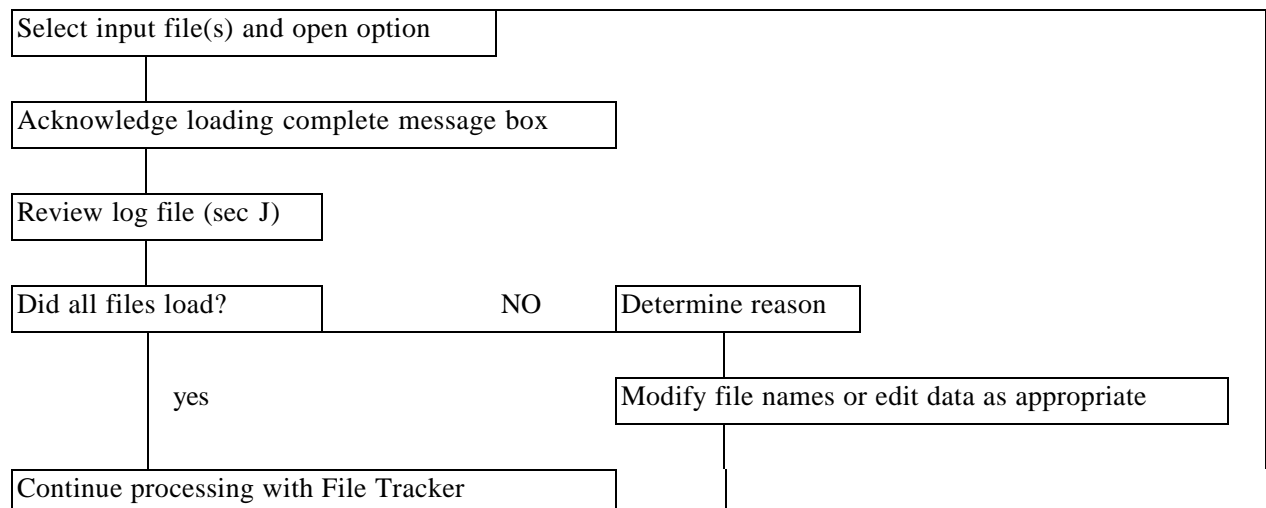 Select input file(s) and open option
Acknowledge loading complete message box
Review log file (sec J)
Did all files load?
NO
Determine reason
yes
Modify file names or edit data as appropriate
Continue processing with File Tracker